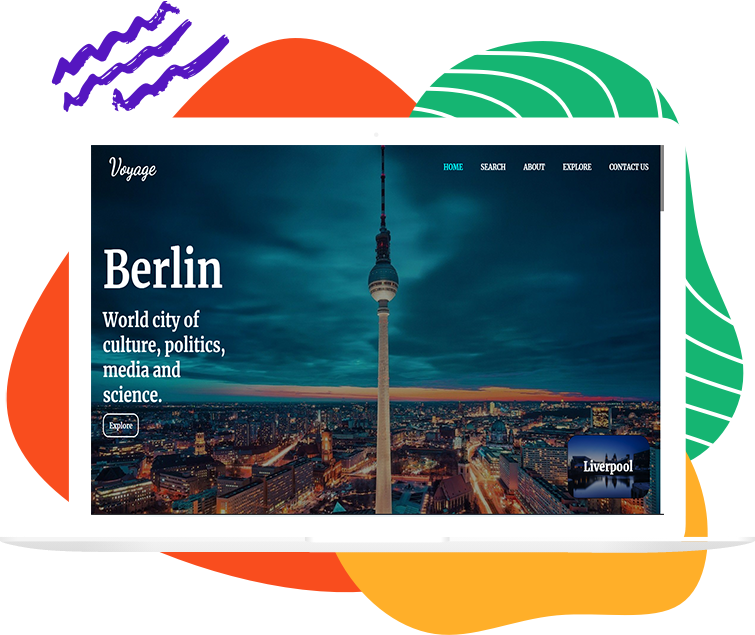 Voyage
HOME SEARCH ABOUT EXPLORE CONTACT US
Berlin
World city of
culture, politics,
media and
science.
Explore
Liverpool